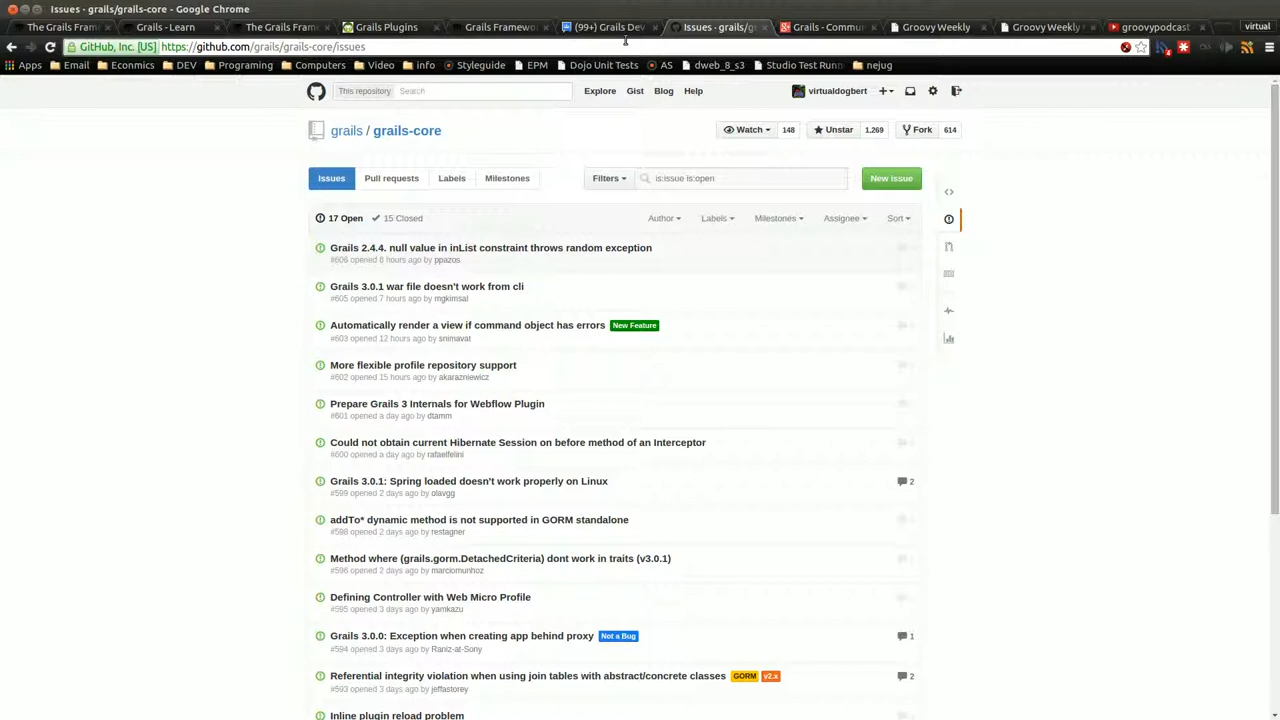 Issues - grails/grails-core - Google Chrome
The Grails Fram
Grails - Learn
The Grails Fram
Grails Plugins
Grails Framewo
(99+) Grails Dev
Issues - grails/g
Grails - Commu
Groovy Weekly
Groovy Weekly
groovypodcast
virtual
GitHub, Inc. [US] https://github.com/grails/grails-core/issues
Apps Email Econmics DEV Programing Computers Video info Styleguide EPM Dojo Unit Tests AS dweb_8_s3 Studio Test Runn nejug
This repository Search Explore Gist Blog Help virtualdogbert
grails / grails-core Watch 148 Unstar 1,269 Fork 614
Issues Pull requests Labels Milestones Filters is:issue is:open New issue
17 Open 15 Closed Author Labels Milestones Assignee Sort
Grails 2.4.4. null value in inList constraint throws random exception
#606 opened 6 hours ago by ppazos
Grails 3.0.1 war file doesn't work from cli
#605 opened 7 hours ago by mgkimsal
Automatically render a view if command object has errors New Feature
#603 opened 12 hours ago by snimavat
More flexible profile repository support
#602 opened 15 hours ago by akarazniewicz
Prepare Grails 3 Internals for Webflow Plugin
#601 opened a day ago by dtamm
Could not obtain current Hibernate Session on before method of an Interceptor
#600 opened a day ago by rafaelfelini
Grails 3.0.1: Spring loaded doesn't work properly on Linux 2
#599 opened 2 days ago by olavgg
addTo* dynamic method is not supported in GORM standalone
#598 opened 2 days ago by restagner
Method where (grails.gorm.DetachedCriteria) dont work in traits (v3.0.1)
#596 opened 2 days ago by marciomunhoz
Defining Controller with Web Micro Profile
#595 opened 3 days ago by yamkazu
Grails 3.0.0: Exception when creating app behind proxy Not a Bug 1
#594 opened 3 days ago by Raniz-at-Sony
Referential integrity violation when using join tables with abstract/concrete classes GORM v2.x 2
#593 opened 3 days ago by jeffastorey
Inline plugin reload problem